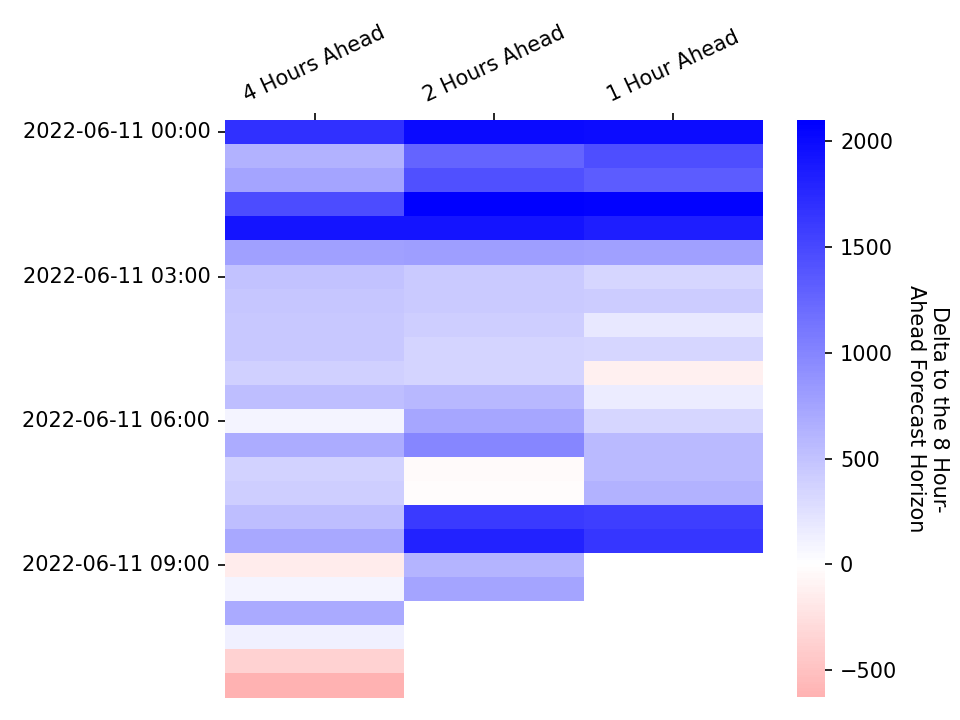 4 Hours Ahead
2 Hours Ahead
1 Hour Ahead
2022-06-11 00:00
2022-06-11 03:00
2022-06-11 06:00
2022-06-11 09:00
2000
1500
1000
500
0
−500
Delta to the 8 Hour-
Ahead Forecast Horizon